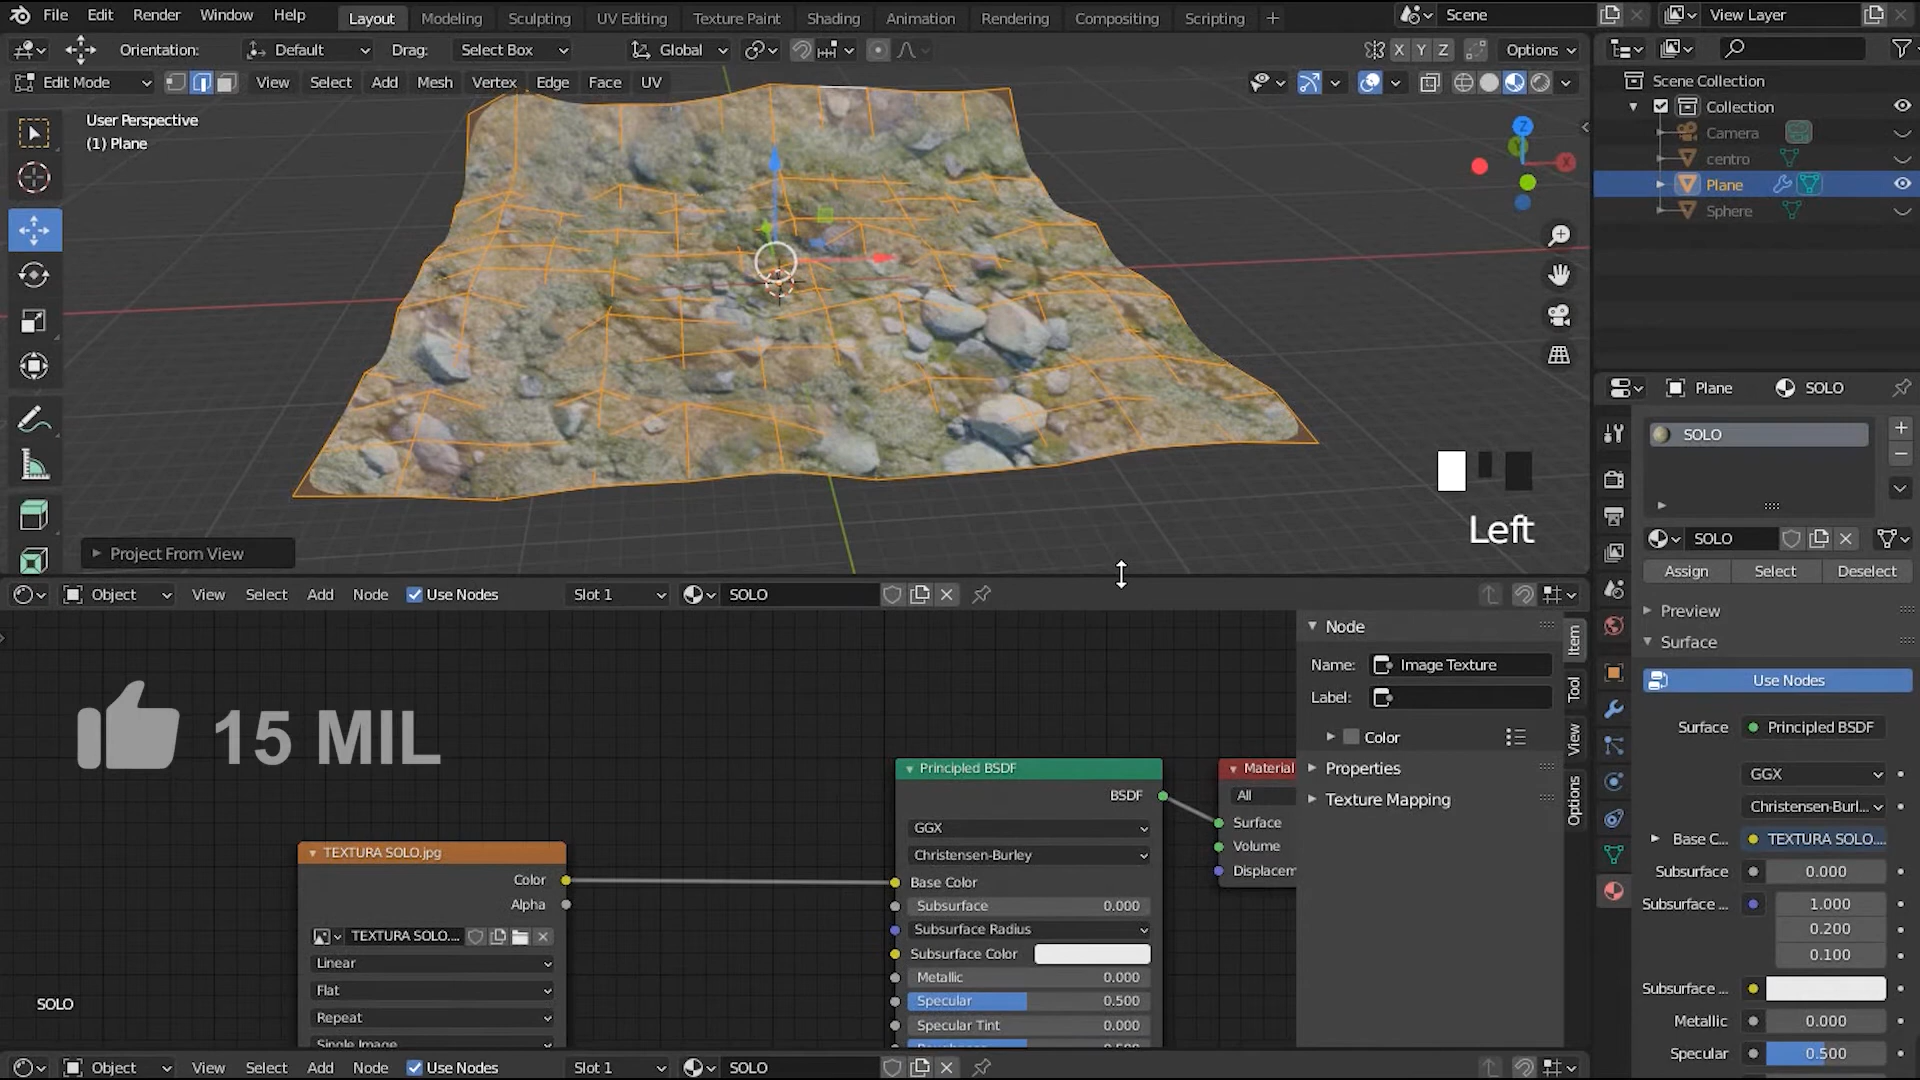 File Edit Render Window Help Layout Modeling Sculpting UV Editing Texture Paint Shading Animation Rendering Compositing Scripting + Scene View Layer
Orientation: Default Drag: Select Box Global X Y Z Options
Edit Mode View Select Add Mesh Vertex Edge Face UV
User Perspective
(1) Plane
Z
X
Scene Collection
Collection
Camera
centro
Plane
Sphere
Left
Project From View
Plane SOLO
SOLO
SOLO
Assign Select Deselect
Preview
Surface
Use Nodes
Surface Principled BSDF
GGX
Christensen-Burl...
Base C... TEXTURA SOLO....
Subsurface 0.000
Subsurface ... 1.000
0.200
0.100
Subsurface ...
Metallic 0.000
Specular 0.500
Object View Select Add Node Use Nodes Slot 1 SOLO
Node
Name: Image Texture
Label:
Color
Properties
Texture Mapping
Item
Tool
View
Options
15 MIL
TEXTURA SOLO.jpg
Color
Alpha
TEXTURA SOLO....
Linear
Flat
Repeat
Single Image
Principled BSDF
BSDF
GGX
Christensen-Burley
Base Color
Subsurface 0.000
Subsurface Radius
Subsurface Color
Metallic 0.000
Specular 0.500
Specular Tint 0.000
Material
All
Surface
Volume
Displacem
SOLO
Object View Select Add Node Use Nodes Slot 1 SOLO